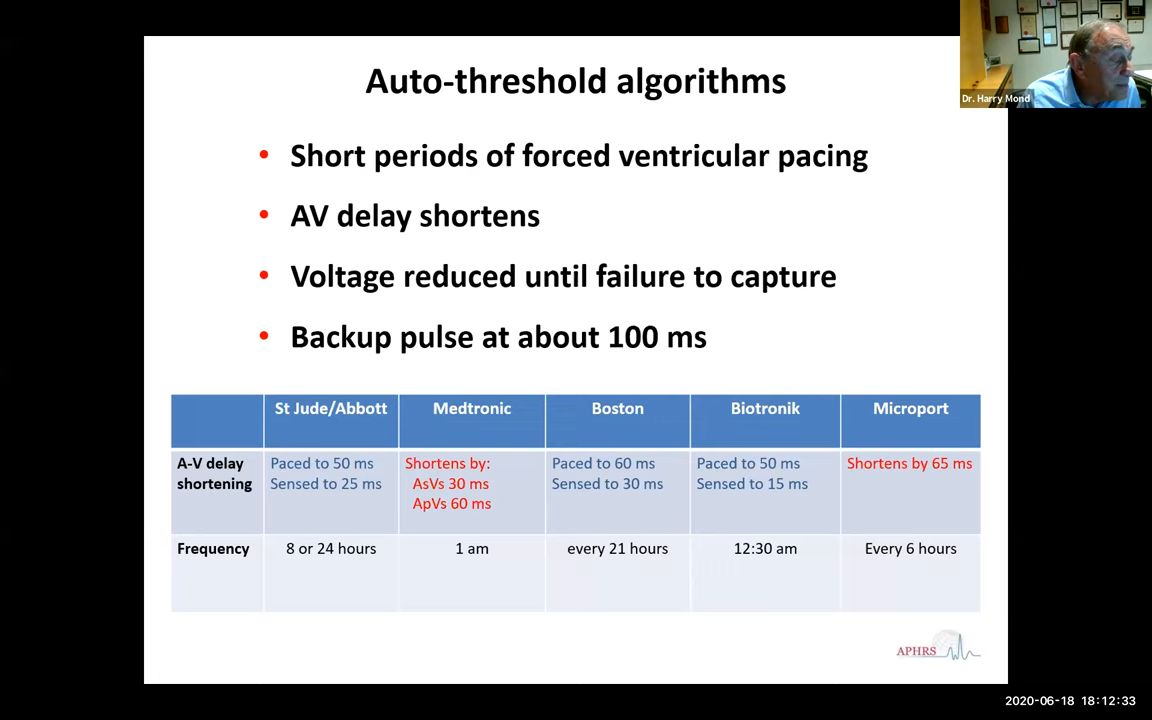 Auto-threshold algorithms
Dr. Harry Mond
• Short periods of forced ventricular pacing
• AV delay shortens
• Voltage reduced until failure to capture
• Backup pulse at about 100 ms
St Jude/Abbott Medtronic Boston Biotronik Microport
A-V delay shortening
Paced to 50 ms
Sensed to 25 ms
Shortens by:
AsVs 30 ms
ApVs 60 ms
Paced to 60 ms
Sensed to 30 ms
Paced to 50 ms
Sensed to 15 ms
Shortens by 65 ms
Frequency 8 or 24 hours 1 am every 21 hours 12:30 am Every 6 hours
APHRS
2020-06-18 18:12:33